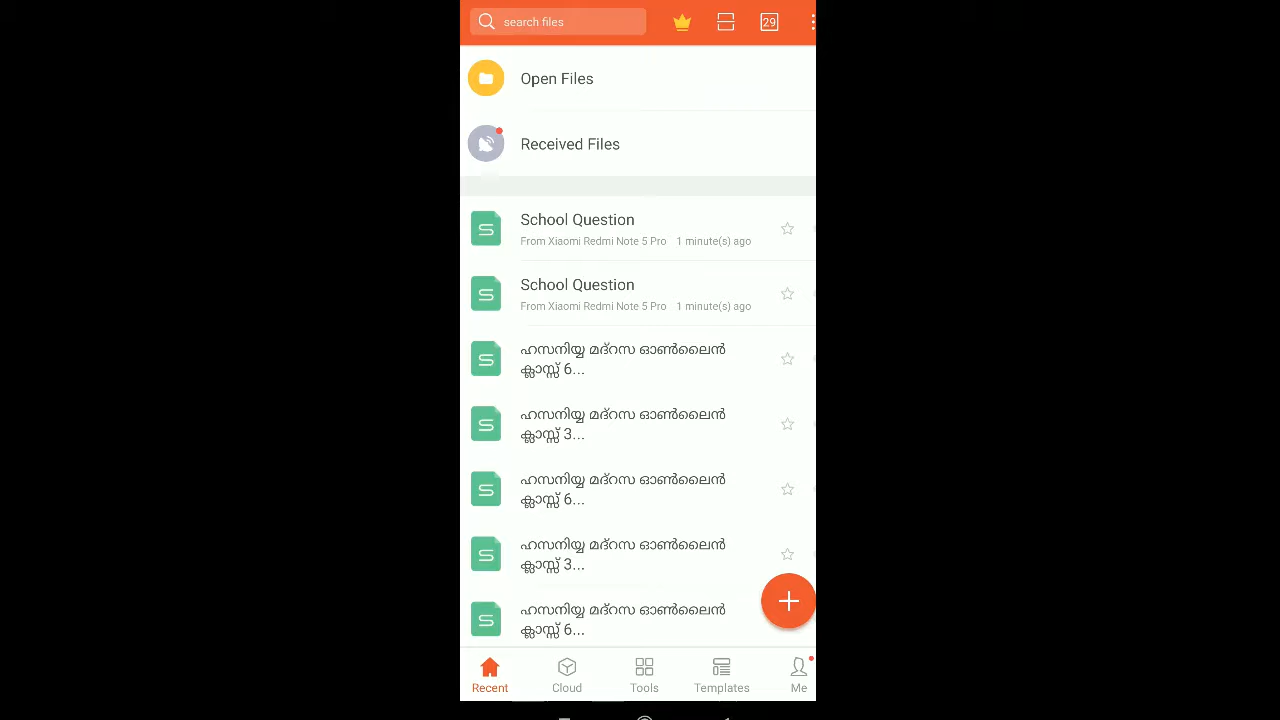 search files
29
Open Files
Received Files
School Question
From Xiaomi Redmi Note 5 Pro 1 minute(s) ago
School Question
From Xiaomi Redmi Note 5 Pro 1 minute(s) ago
ഹസനിയ്യ മദ്റസ ഓൺലൈൻ
ക്ലാസ്സ് 6...
ഹസനിയ്യ മദ്റസ ഓൺലൈൻ
ക്ലാസ്സ് 3...
ഹസനിയ്യ മദ്റസ ഓൺലൈൻ
ക്ലാസ്സ് 6...
ഹസനിയ്യ മദ്റസ ഓൺലൈൻ
ക്ലാസ്സ് 3...
ഹസനിയ്യ മദ്റസ ഓൺലൈൻ
ക്ലാസ്സ് 6...
Recent Cloud Tools Templates Me